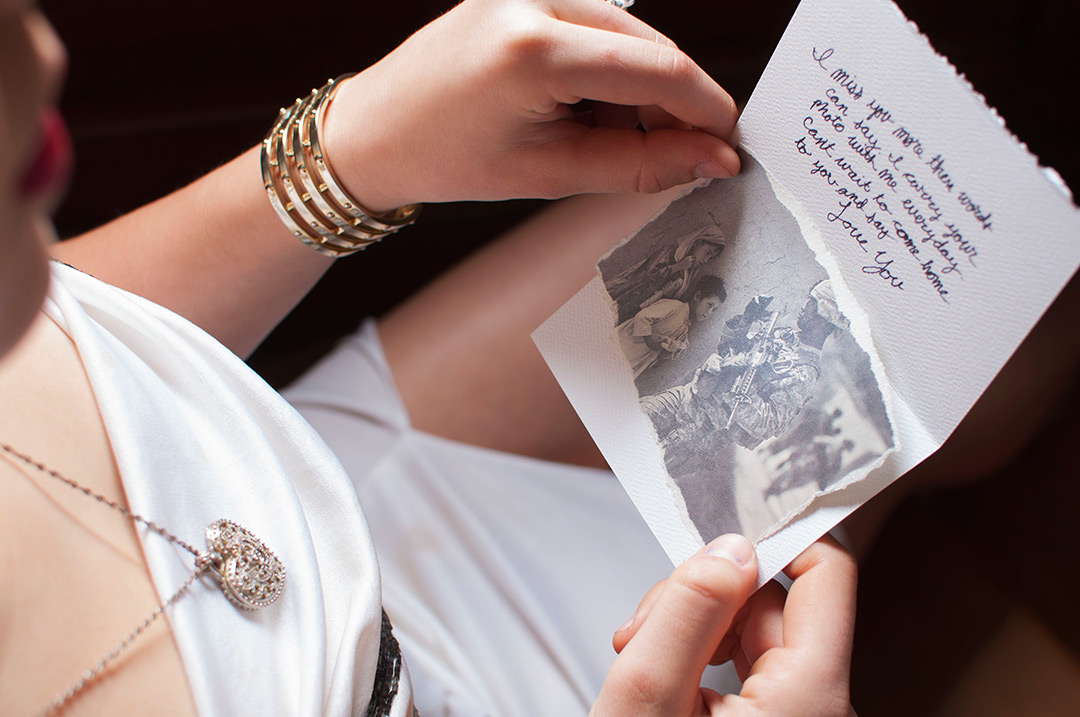 I miss you more then words
can say. I carry your
photo with me everyday
Cant wait to come home
to you and say
Love You